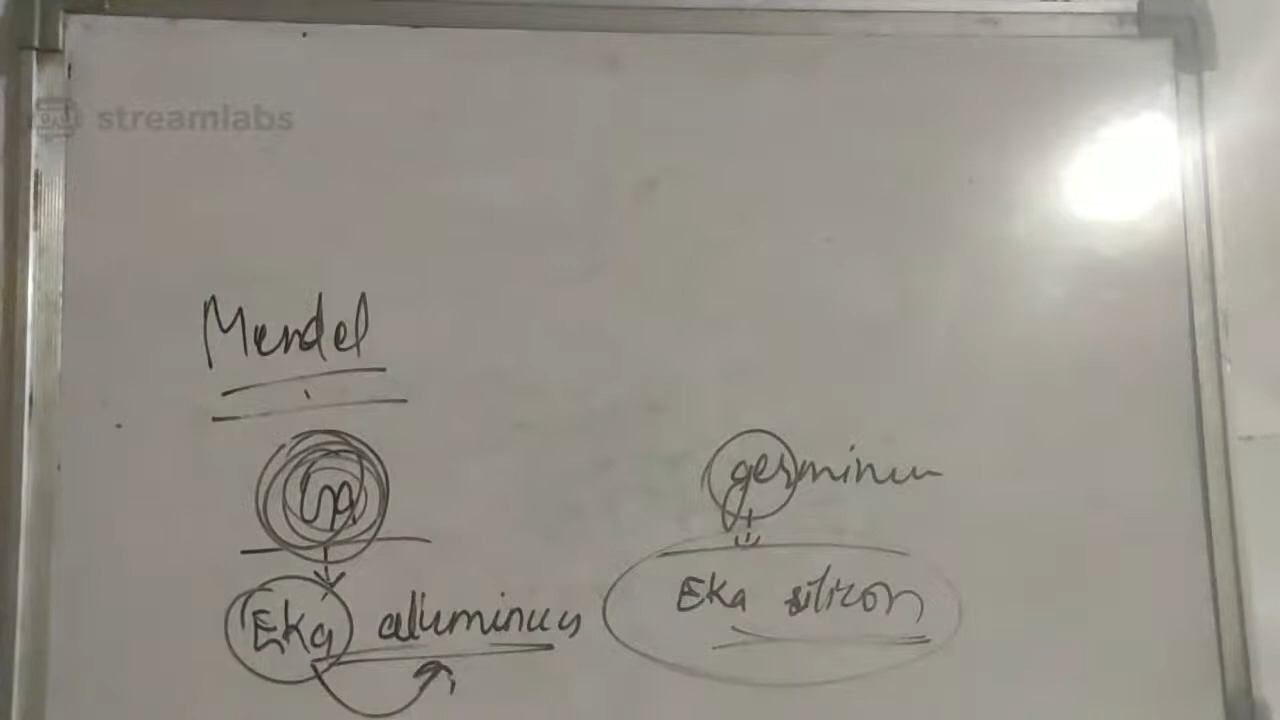 streamlabs
Mendel
Ga
germinum
Eka alluminum
Eka silicon